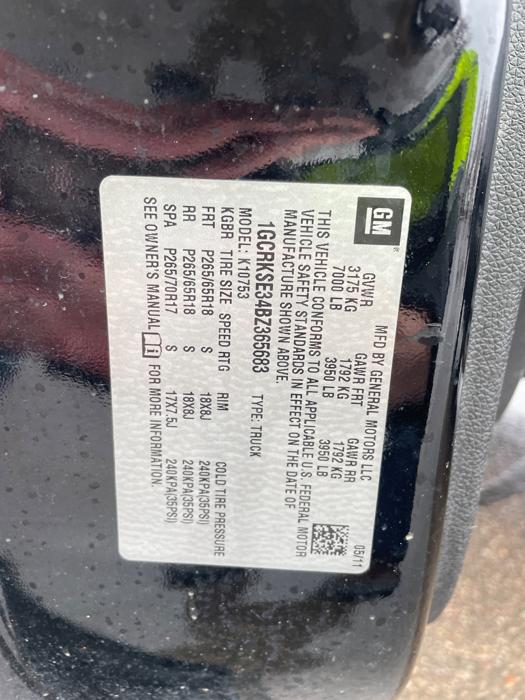 GM®
MFD BY GENERAL MOTORS LLC 05/11
GVWR GAWR FRT GAWR RR
3175 KG 1792 KG 1792 KG
7000 LB 3950 LB 3950 LB
THIS VEHICLE CONFORMS TO ALL APPLICABLE U.S. FEDERAL MOTOR
VEHICLE SAFETY STANDARDS IN EFFECT ON THE DATE OF
MANUFACTURE SHOWN ABOVE.
1GCRKSE34BZ365683 TYPE: TRUCK
MODEL: K10753
KGBR TIRE SIZE SPEED RTG RIM COLD TIRE PRESSURE
FRT P265/65R18 S 18X8J 240KPA(35PSI)
RR P265/65R18 S 18X8J 240KPA(35PSI)
SPA P265/70R17 S 17X7.5J 240KPA(35PSI)
SEE OWNER'S MANUAL FOR MORE INFORMATION.